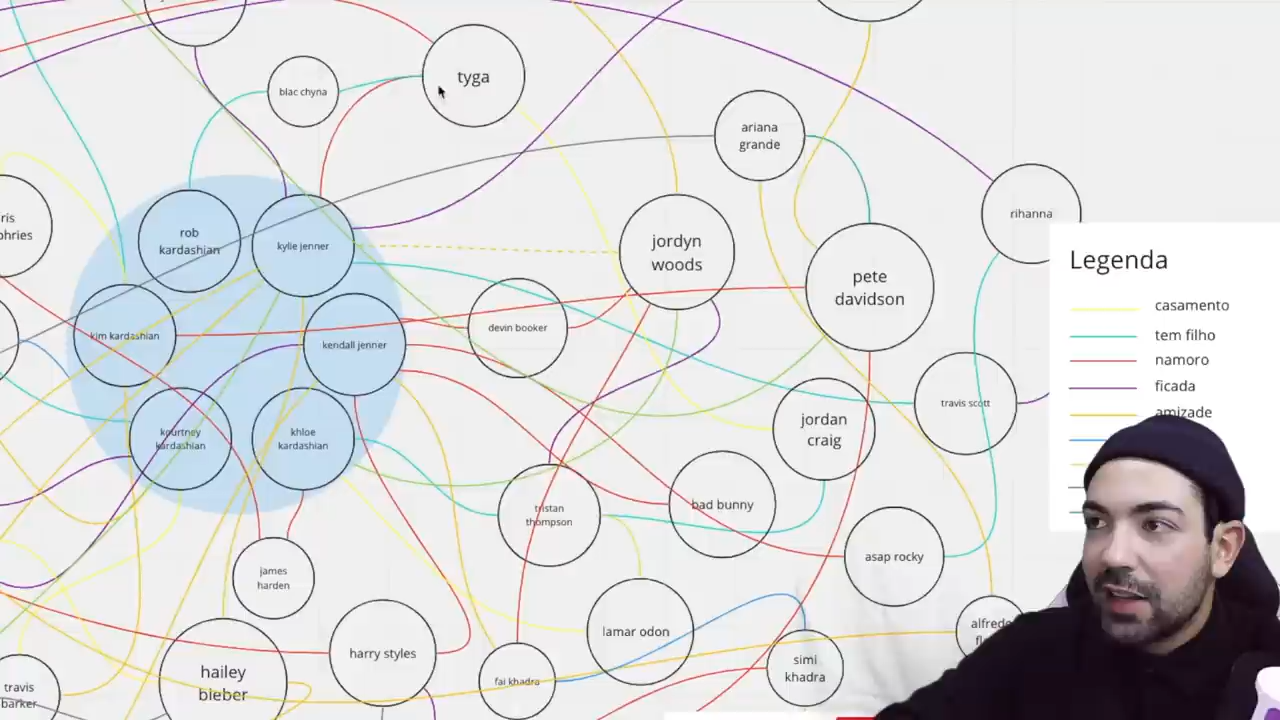 tyga
blac chyna
ariana
grande
rihanna
ris
phries
rob
kardashian
kylie jenner
jordyn
woods
pete
davidson
Legenda
casamento
tem filho
namoro
ficada
amizade
kim kardashian
kendall jenner
devin booker
travis scott
jordan
craig
kourtney
kardashian
khloe
kardashian
tristan
thompson
bad bunny
asap rocky
james
harden
harry styles
hailey
bieber
lamar odon
fai khadra
simi
khadra
alfredo
fl
travis
barker